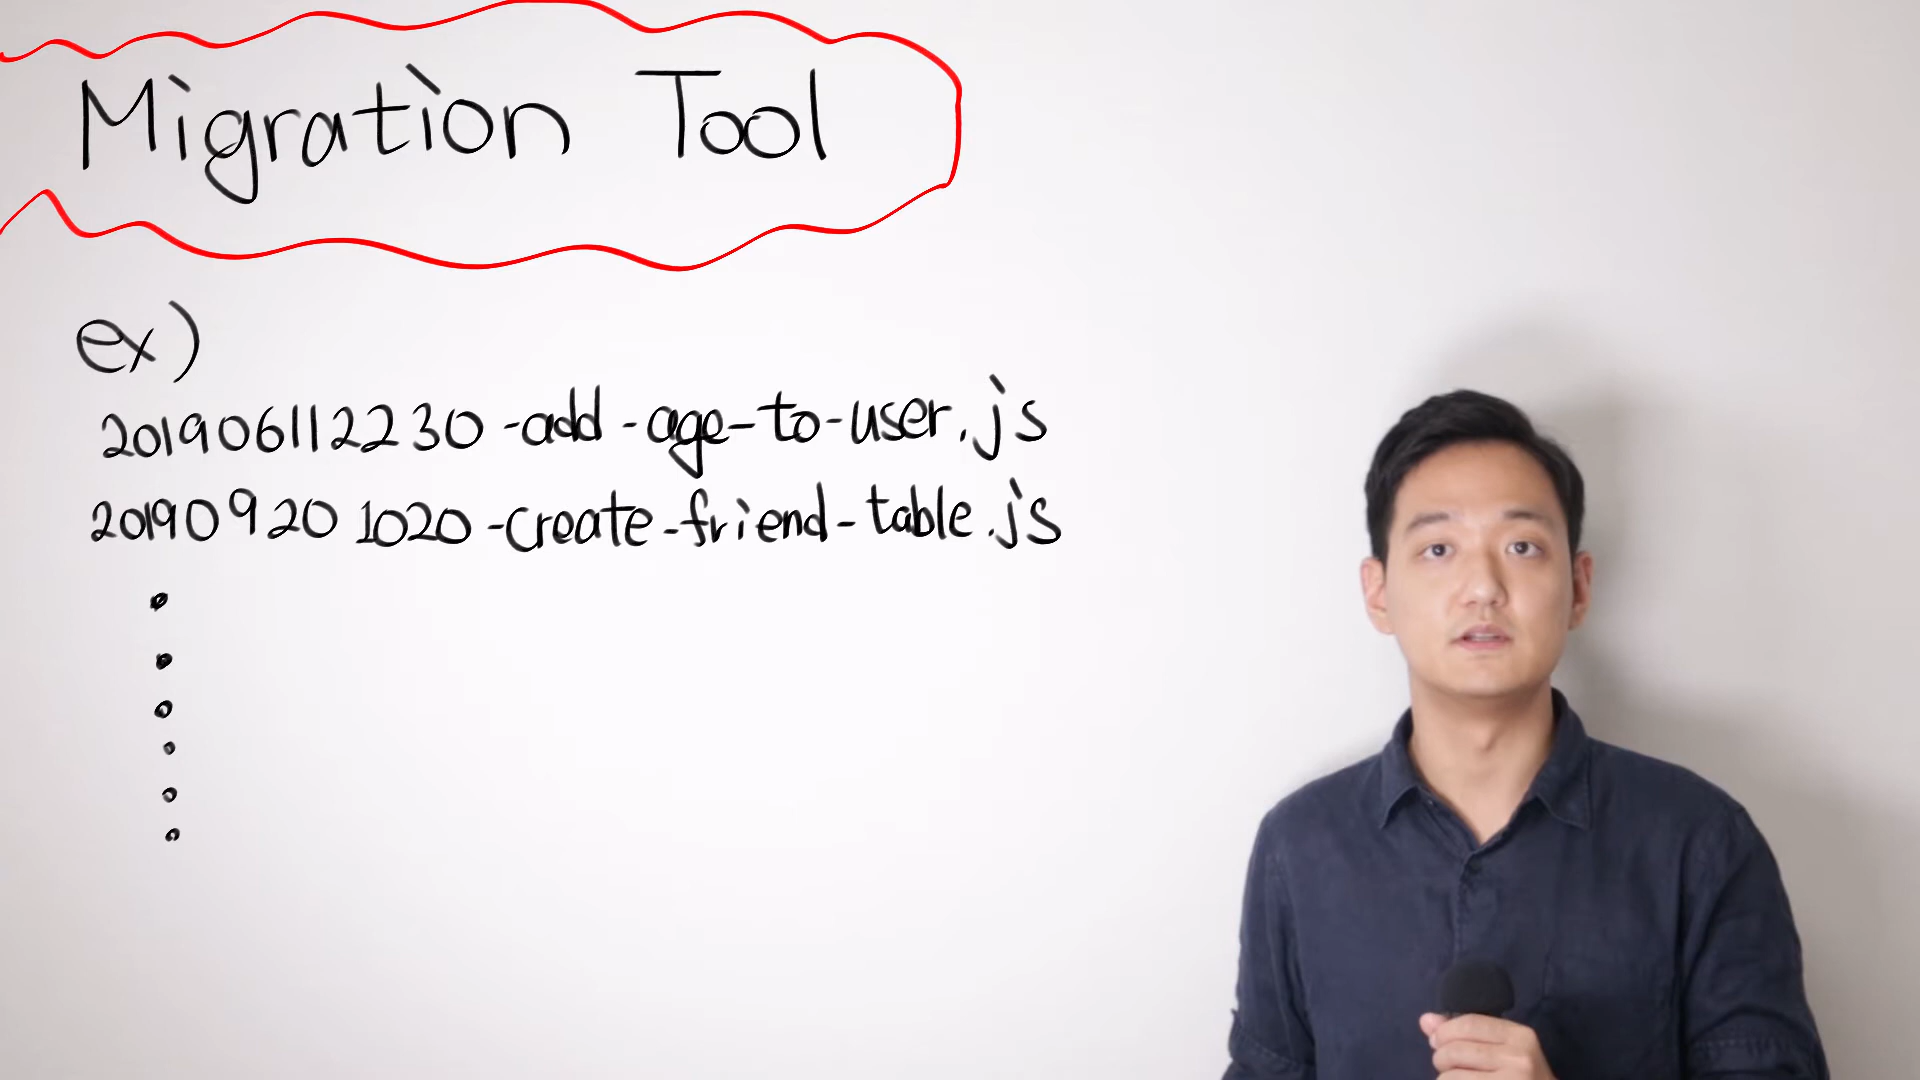 Migration Tool
ex)
201906112230-add-age-to-user.js
201909201020-create-friend-table.js